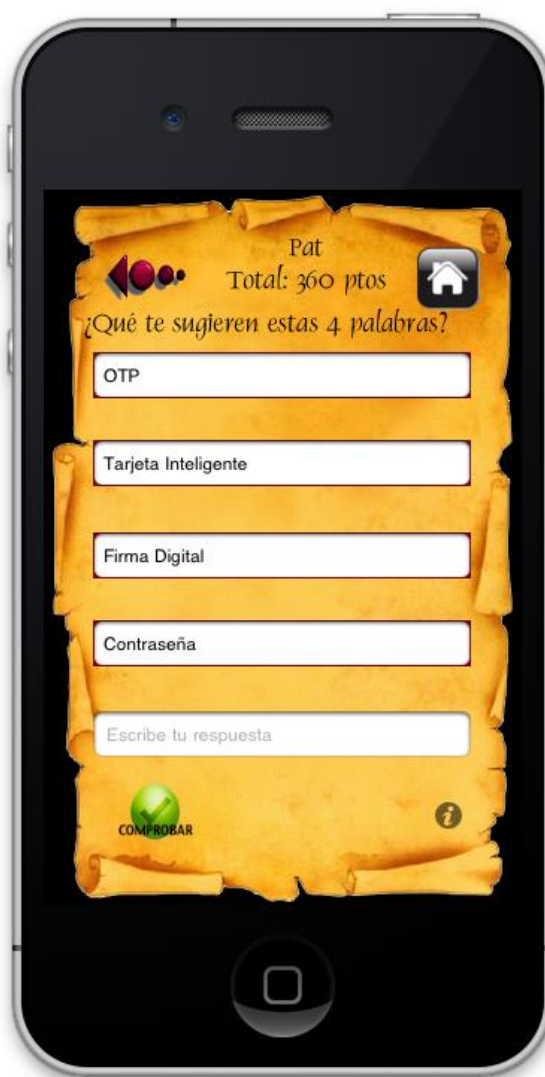 Pat
Total: 360 ptos
¿Qué te sugieren estas 4 palabras?
OTP
Tarjeta Inteligente
Firma Digital
Contraseña
Escribe tu respuesta
COMPROBAR
i